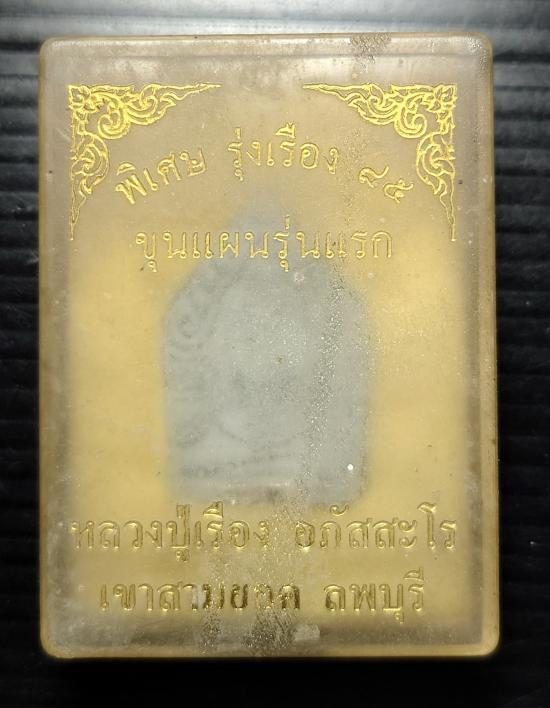 พิเศษ รุ่งเรือง ๘๕
ขุนแผนรุ่นแรก
หลวงปู่เรือง อภัสสะโร
เขาสามยอด ลพบุรี